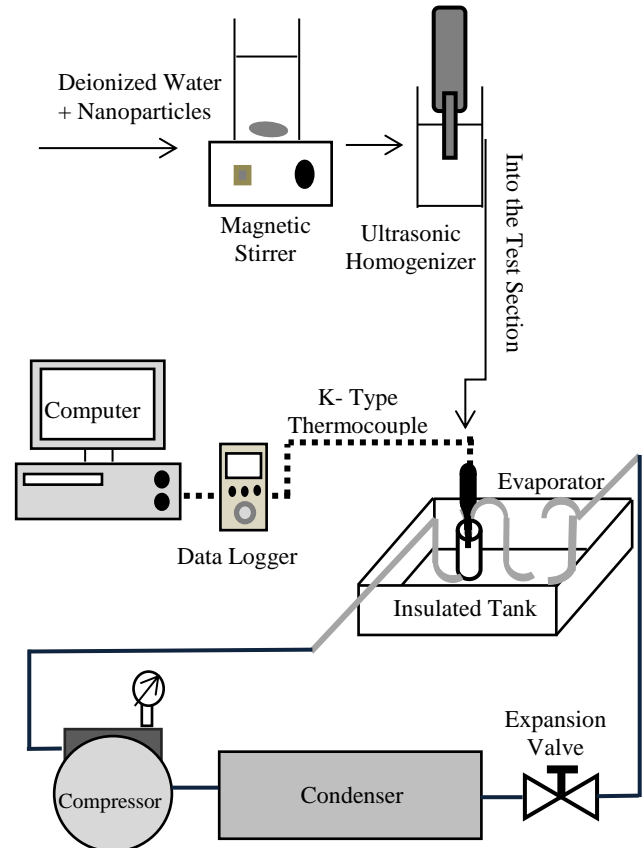 Deionized Water
+ Nanoparticles
Magnetic
Stirrer
Ultrasonic
Homogenizer
Into the Test Section
Computer
K- Type
Thermocouple
Evaporator
Data Logger
Insulated Tank
Expansion
Valve
Compressor
Condenser